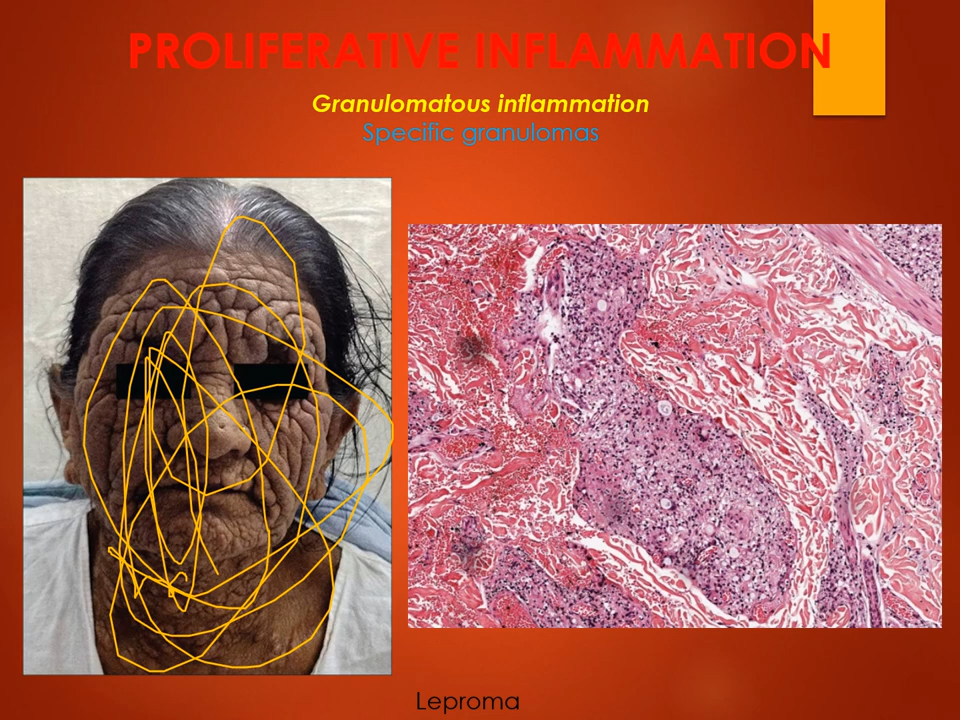 PROLIFERATIVE INFLAMMATION
Granulomatous inflammation
Specific granulomas
Leproma